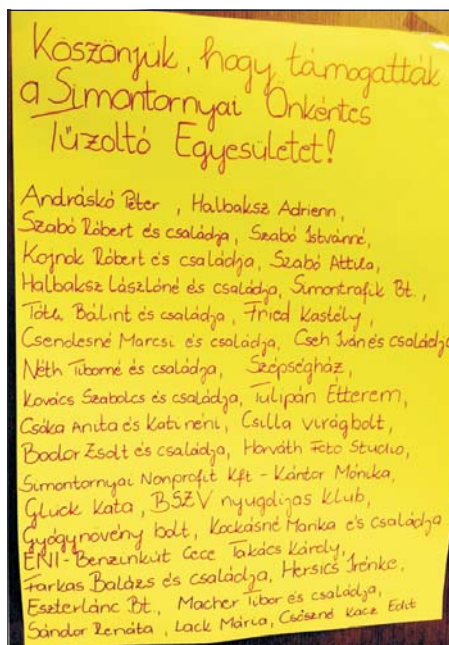 Köszönjük, hogy támogatták
a Simontornyai Önkéntes
Tűzoltó Egyesületet!
Andráskó Péter, Halbaksz Adrienn,
Szabó Róbert és családja, Szabó Istvánné,
Kojnok Róbert és családja, Szabó Attila,
Halbaksz Lászlóné és családja, Simontrafik Bt.,
Tóth Bálint és családja, Fried Kastély,
Csendesné Marcsi és családja, Cseh Iván és családja
Néth Tiborné és családja, Szépségház,
Kovács Szabolcs és családja, Tulipán Étterem,
Csóka Anita és Kati néni, Csilla virágbolt,
Bodor Zsolt és családja, Horváth Foto Studio,
Simontornyai Nonprofit Kft - Kántor Mónika,
Gluck Kata, BSZV nyugdíjas klub,
Gyógynövény bolt, Kockásné Marika és családja
ENI-Benzinkút Cece Takács Károly,
Farkas Balázs és családja, Hersics Irénke,
Eszterlánc Bt., Macher Tibor és családja,
Sándor Renáta, Lack Mária, Csőszné Kacz Edit